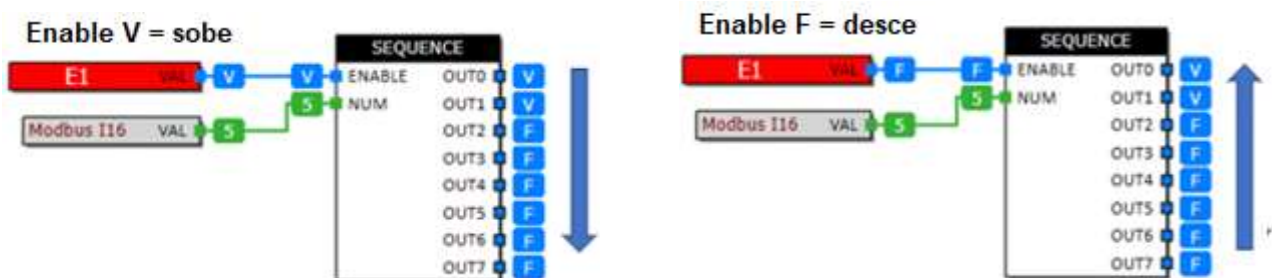 Enable V = sobe
SEQUENCE
E1 VAL V V ENABLE OUT0 V
5 NUM OUT1 V
Modbus I16 VAL 5 OUT2 F
OUT3 F
OUT4 F
OUT5 F
OUT6 F
OUT7 F
Enable F = desce
SEQUENCE
E1 VAL F F ENABLE OUT0 V
5 NUM OUT1 V
Modbus I16 VAL 5 OUT2 F
OUT3 F
OUT4 F
OUT5 F
OUT6 F
OUT7 F